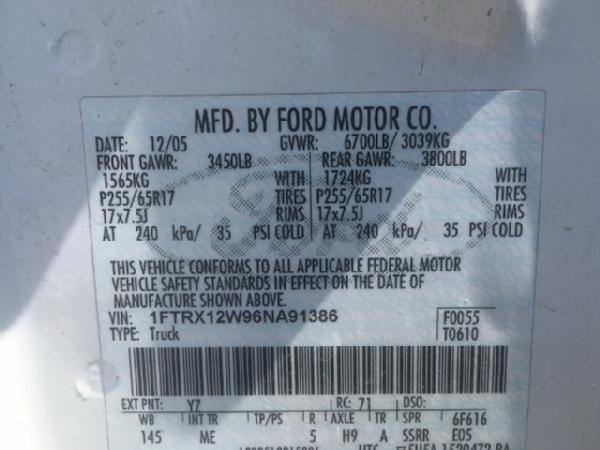 MFD. BY FORD MOTOR CO.
DATE: 12/05 GVWR: 6700LB/ 3039KG
FRONT GAWR: 3450LB REAR GAWR: 3800LB
1565KG WITH 1724KG WITH
P255/65R17 TIRES P255/65R17 TIRES
17x7.5J RIMS 17x7.5J RIMS
AT 240 kPa/ 35 PSI COLD AT 240 kPa/ 35 PSI COLD
THIS VEHICLE CONFORMS TO ALL APPLICABLE FEDERAL MOTOR
VEHICLE SAFETY STANDARDS IN EFFECT ON THE DATE OF
MANUFACTURE SHOWN ABOVE.
VIN: 1FTRX12W96NA91386 F0055
TYPE: Truck T0610
EXT PNT: YZ RC: 71 DSO:
WB INT TR TP/PS R AXLE TR SPR 6F616
145 ME 5 H9 A SSRR E05
UTC